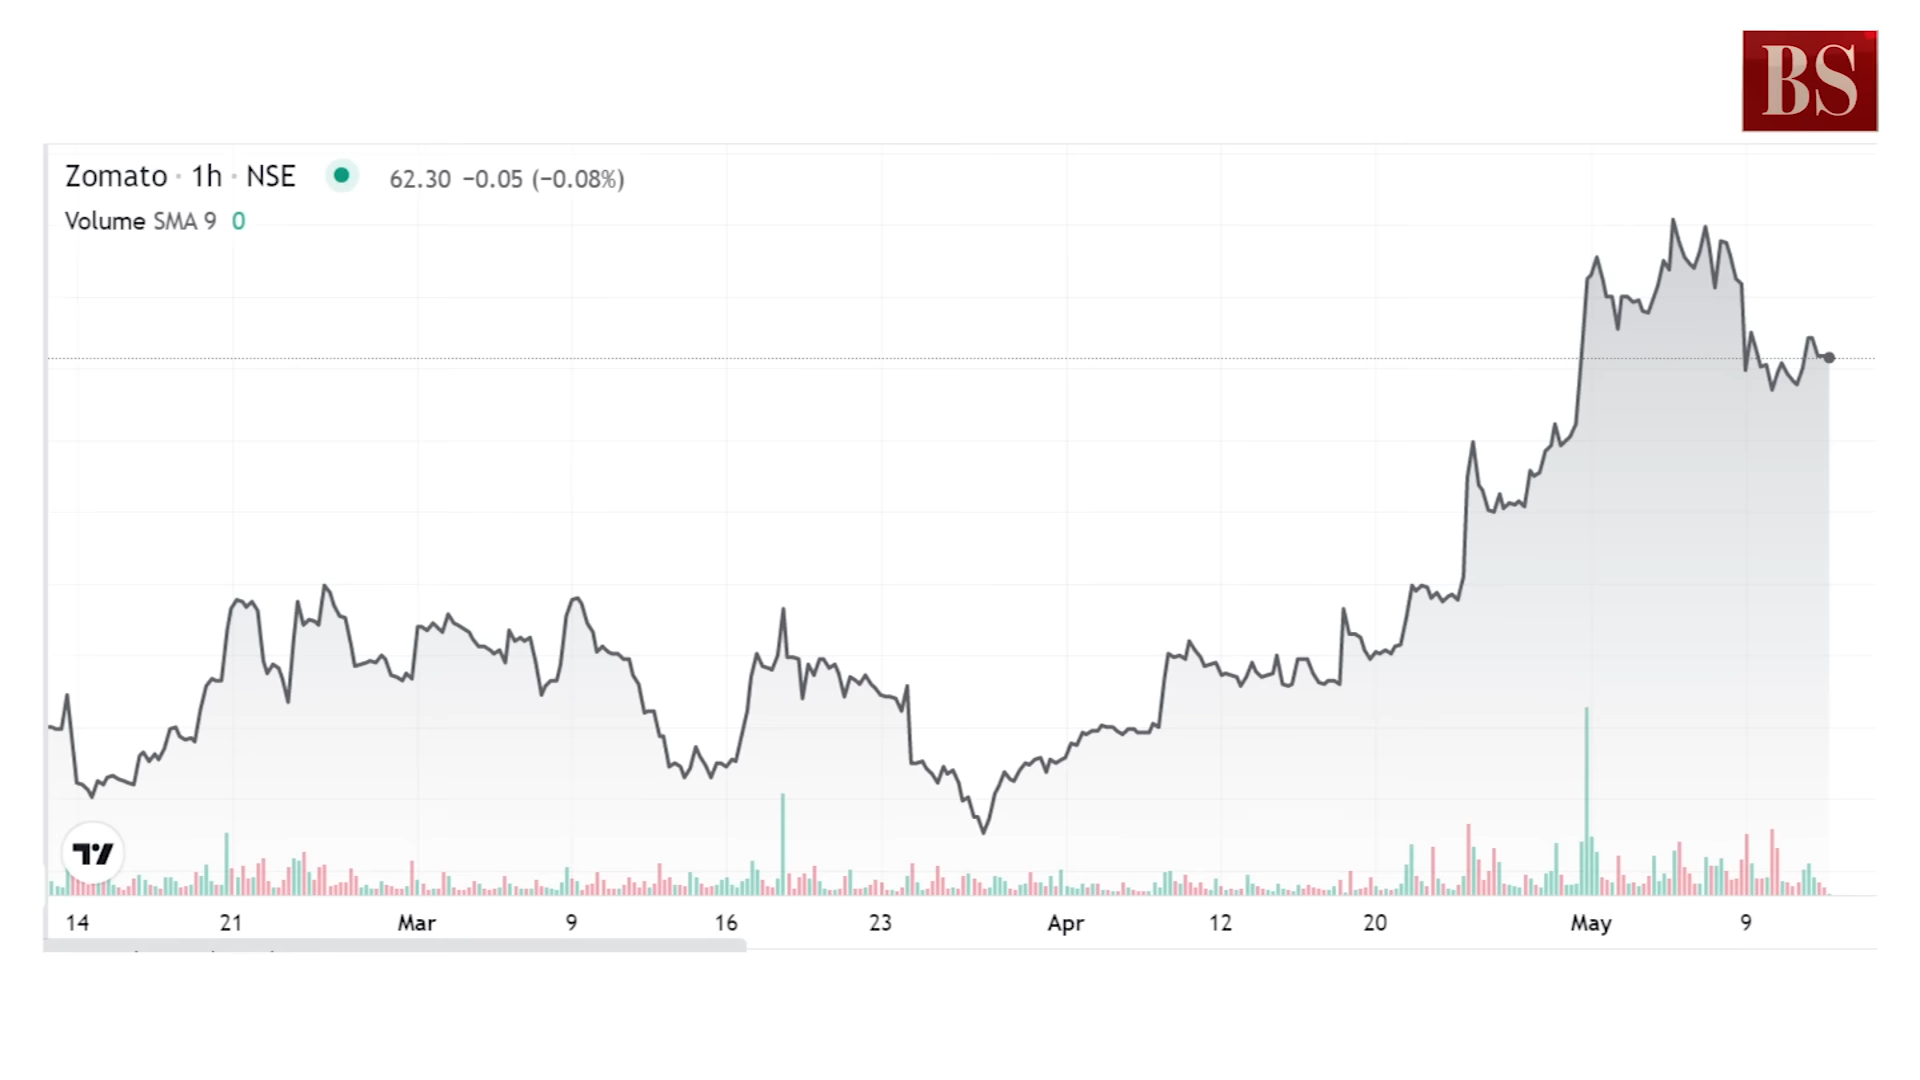 BS
Zomato · 1h · NSE 62.30 −0.05 (−0.08%)
Volume SMA 9 0
14 21 Mar 9 16 23 Apr 12 20 May 9